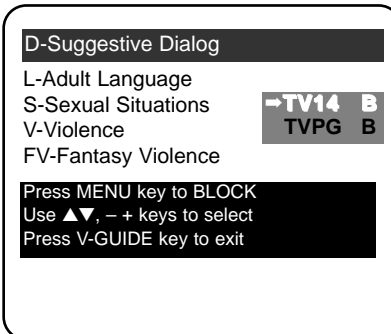 D-Suggestive Dialog
L-Adult Language
S-Sexual Situations
➡TV14 B
V-Violence
TVPG B
FV-Fantasy Violence
Press MENU key to BLOCK
Use ▲▼, – + keys to select
Press V-GUIDE key to exit